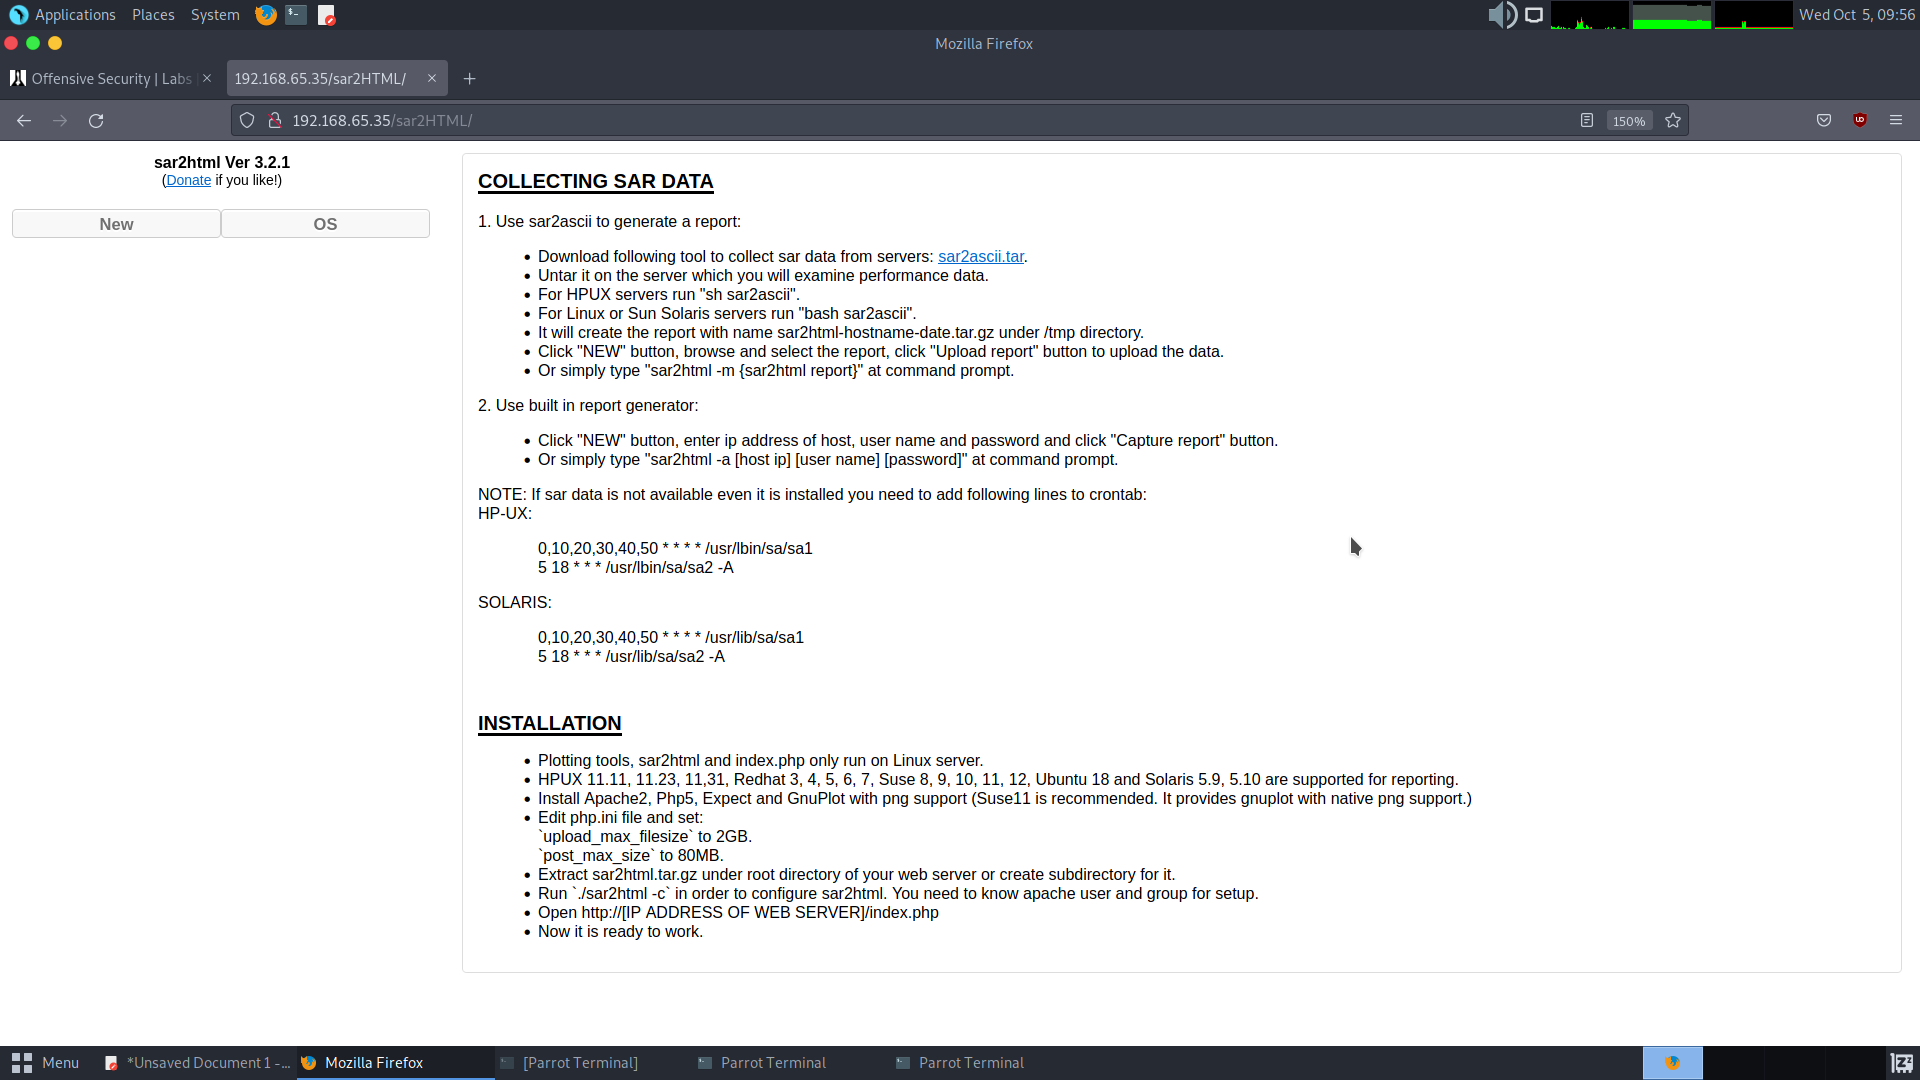 Applications Places System
Wed Oct 5, 09:56
Mozilla Firefox
Offensive Security | Labs
192.168.65.35/sar2HTML/
192.168.65.35/sar2HTML/
150%
sar2html Ver 3.2.1
(Donate if you like!)
New OS
COLLECTING SAR DATA
1. Use sar2ascii to generate a report:
• Download following tool to collect sar data from servers: sar2ascii.tar.
• Untar it on the server which you will examine performance data.
• For HPUX servers run "sh sar2ascii".
• For Linux or Sun Solaris servers run "bash sar2ascii".
• It will create the report with name sar2html-hostname-date.tar.gz under /tmp directory.
• Click "NEW" button, browse and select the report, click "Upload report" button to upload the data.
• Or simply type "sar2html -m {sar2html report}" at command prompt.
2. Use built in report generator:
• Click "NEW" button, enter ip address of host, user name and password and click "Capture report" button.
• Or simply type "sar2html -a [host ip] [user name] [password]" at command prompt.
NOTE: If sar data is not available even it is installed you need to add following lines to crontab:
HP-UX:
0,10,20,30,40,50 * * * * /usr/lbin/sa/sa1
5 18 * * * /usr/lbin/sa/sa2 -A
SOLARIS:
0,10,20,30,40,50 * * * * /usr/lib/sa/sa1
5 18 * * * /usr/lib/sa/sa2 -A
INSTALLATION
• Plotting tools, sar2html and index.php only run on Linux server.
• HPUX 11.11, 11.23, 11,31, Redhat 3, 4, 5, 6, 7, Suse 8, 9, 10, 11, 12, Ubuntu 18 and Solaris 5.9, 5.10 are supported for reporting.
• Install Apache2, Php5, Expect and GnuPlot with png support (Suse11 is recommended. It provides gnuplot with native png support.)
• Edit php.ini file and set:
`upload_max_filesize` to 2GB.
`post_max_size` to 80MB.
• Extract sar2html.tar.gz under root directory of your web server or create subdirectory for it.
• Run `./sar2html -c` in order to configure sar2html. You need to know apache user and group for setup.
• Open http://[IP ADDRESS OF WEB SERVER]/index.php
• Now it is ready to work.
Menu
*Unsaved Document 1 -...
Mozilla Firefox
[Parrot Terminal]
Parrot Terminal
Parrot Terminal